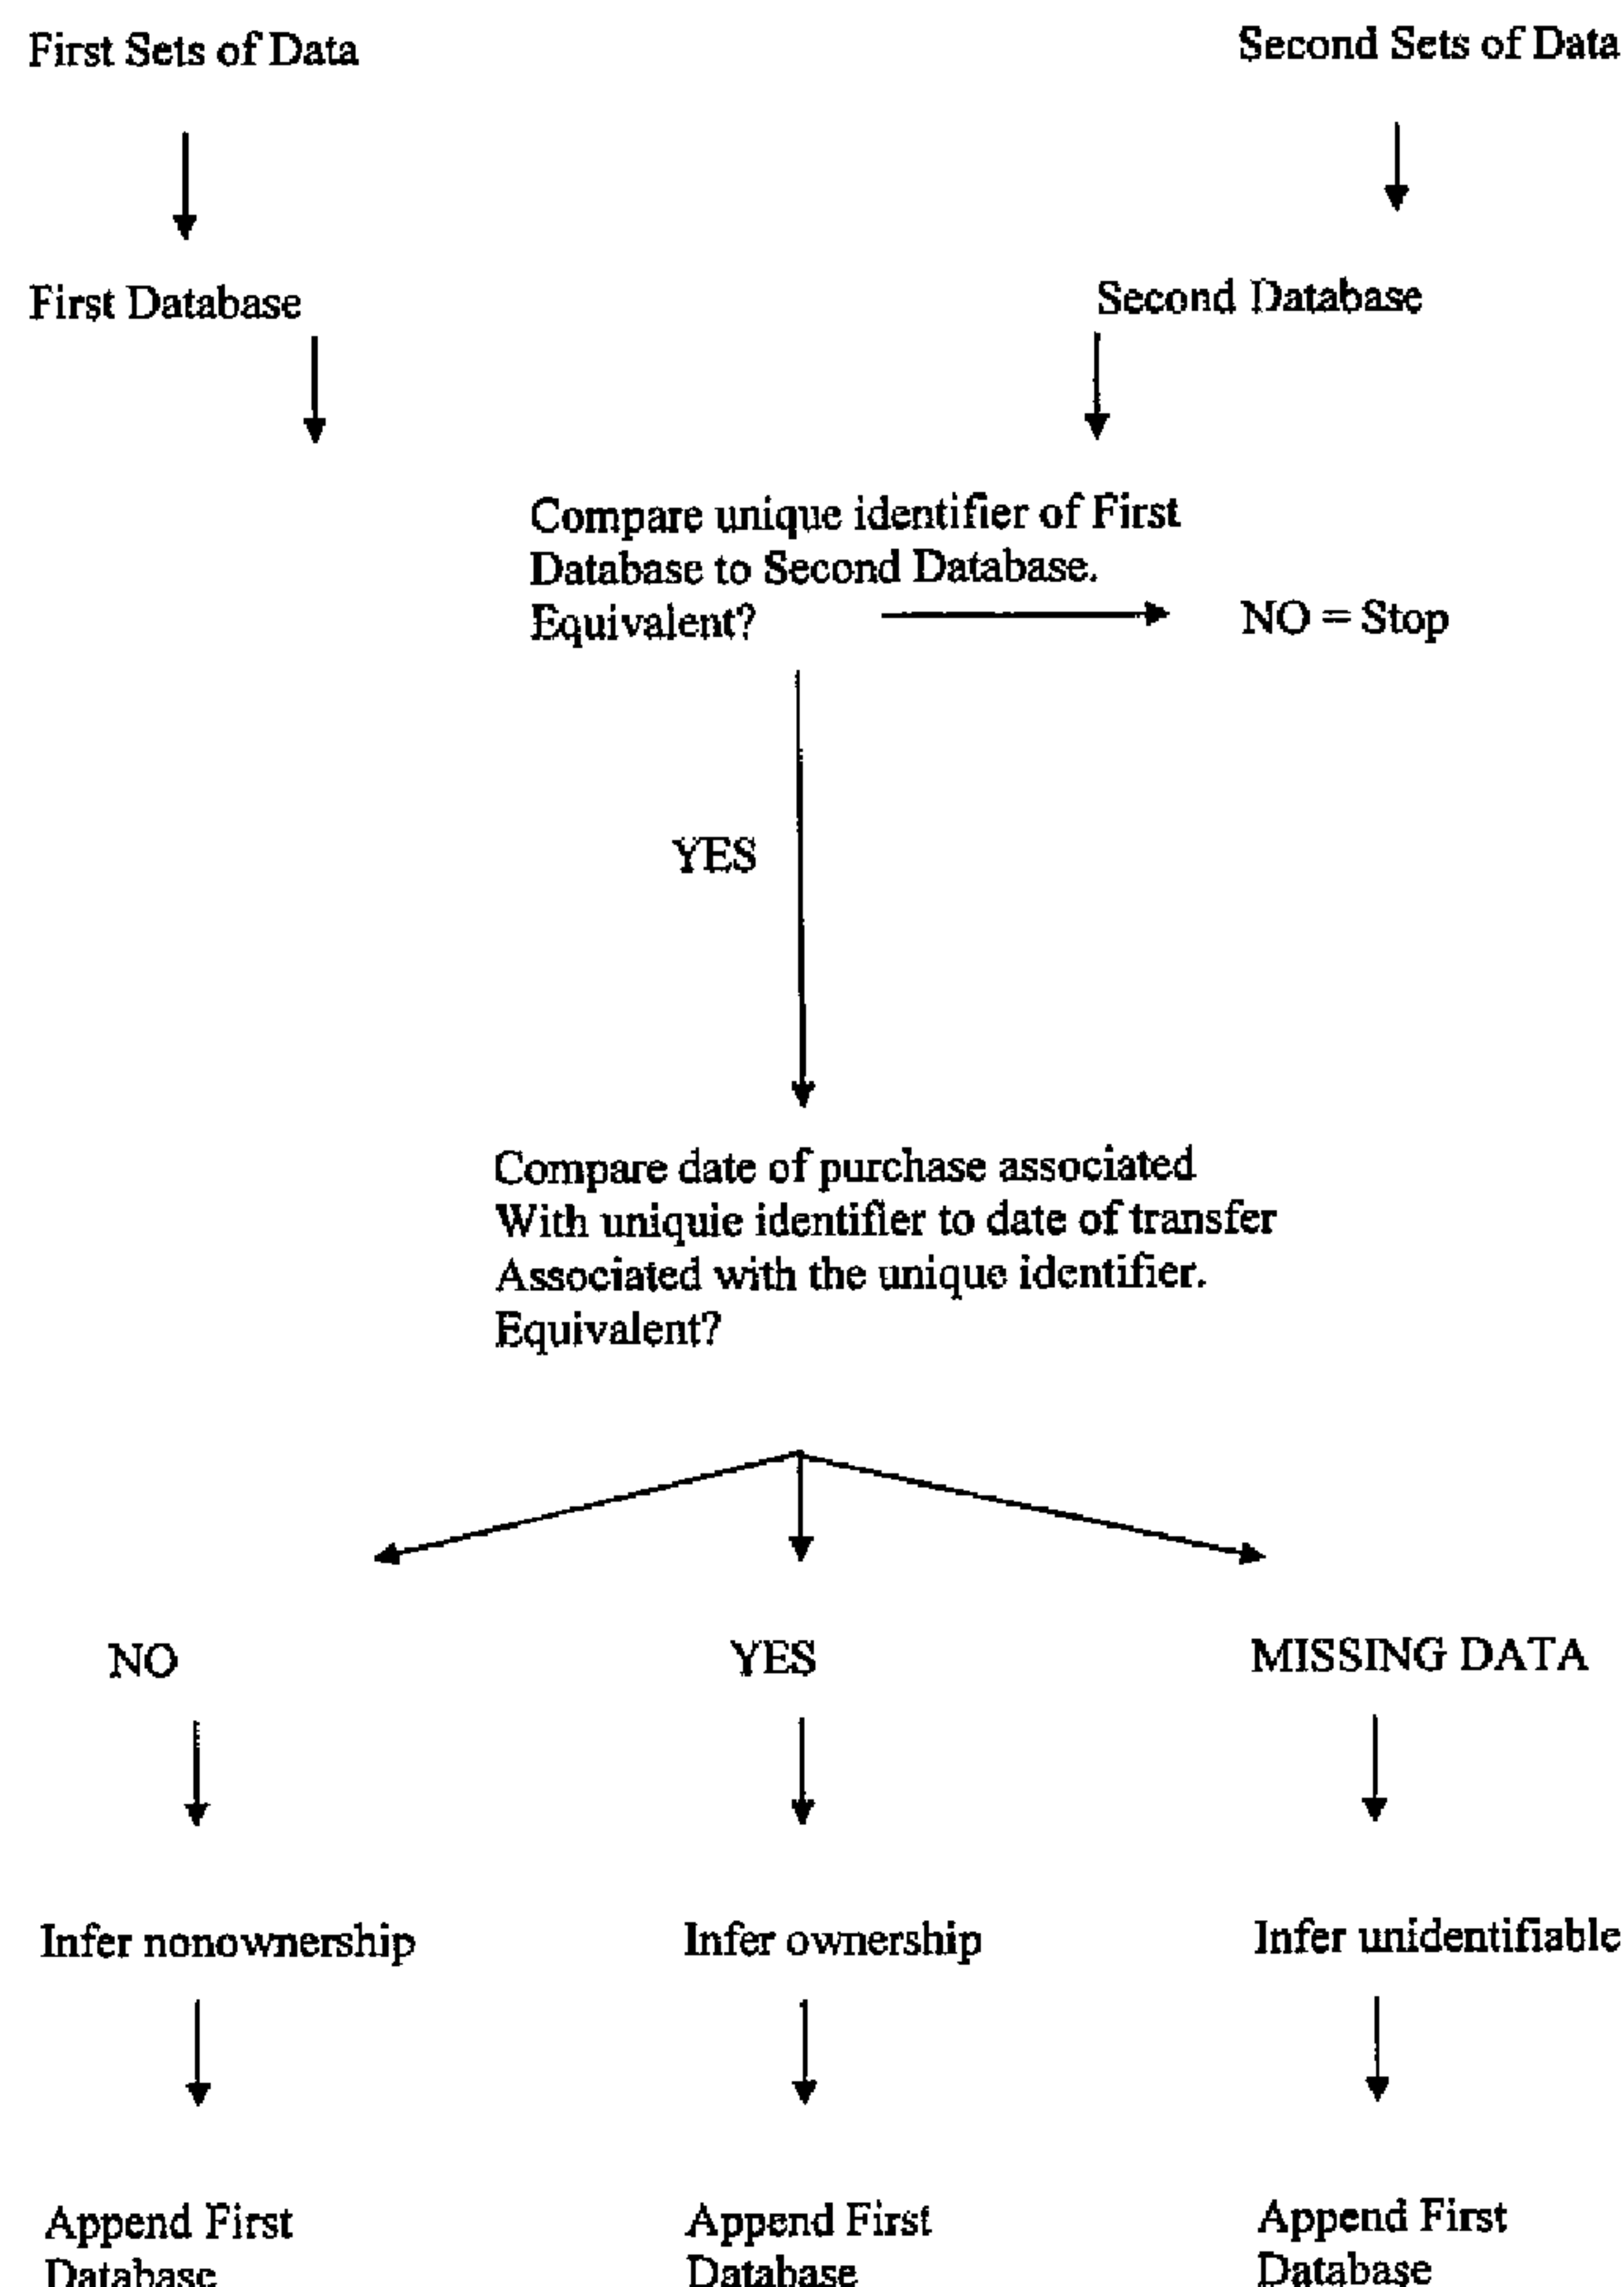 First Sets of Data
Second Sets of Data
First Database
Second Database
Compare unique identifier of First
Database to Second Database.
Equivalent?
NO = Stop
YES
Compare date of purchase associated
With uniquie identifier to date of transfer
Associated with the unique identifier.
Equivalent?
NO
YES
MISSING DATA
Infer nonownership
Infer ownership
Infer unidentifiable
Append First
Database
Append First
Database
Append First
Database